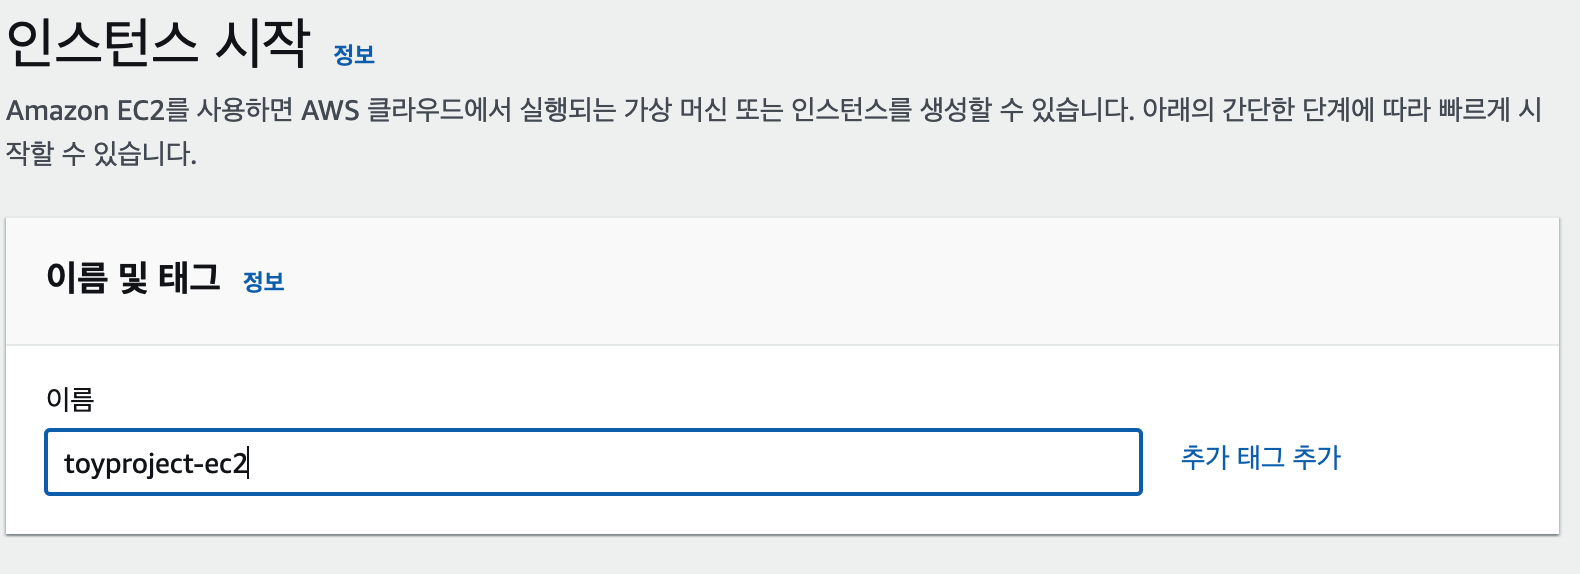 인스턴스 시작 정보
Amazon EC2를 사용하면 AWS 클라우드에서 실행되는 가상 머신 또는 인스턴스를 생성할 수 있습니다. 아래의 간단한 단계에 따라 빠르게 시
작할 수 있습니다.
이름 및 태그 정보
이름
toyproject-ec2 추가 태그 추가